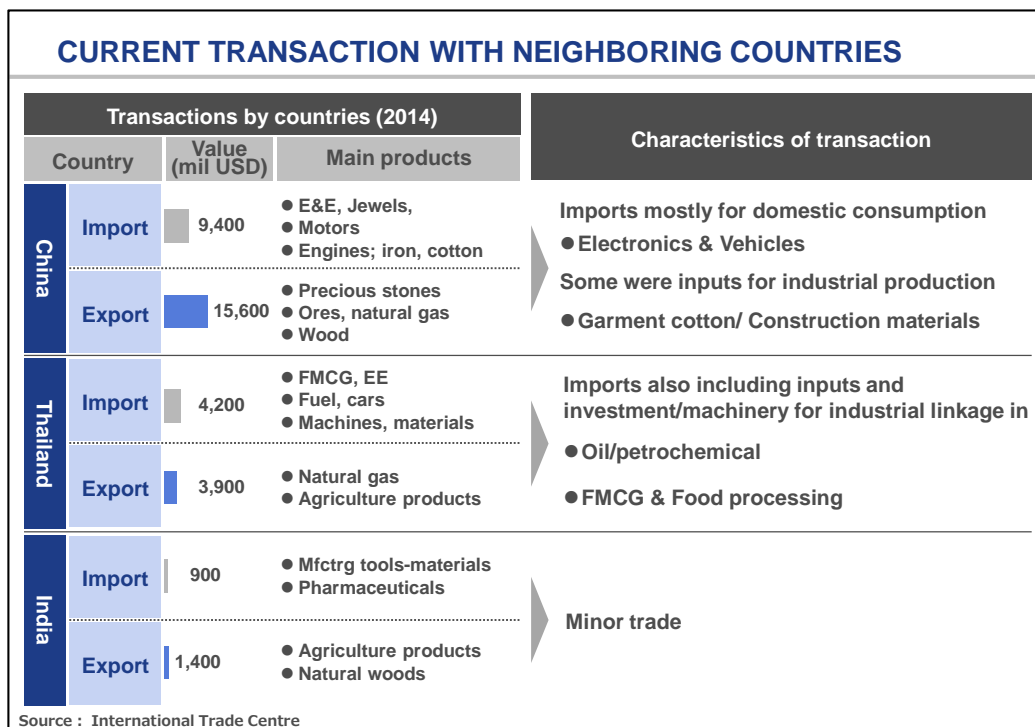 CURRENT TRANSACTION WITH NEIGHBORING COUNTRIES
Transactions by countries (2014)
Characteristics of transaction
Country
Value
(mil USD)
Main products
China
Import
9,400
● E&E, Jewels,
● Motors
● Engines; iron, cotton
Export
15,600
● Precious stones
● Ores, natural gas
● Wood
Imports mostly for domestic consumption
● Electronics & Vehicles
Some were inputs for industrial production
● Garment cotton/ Construction materials
Thailand
Import
4,200
● FMCG, EE
● Fuel, cars
● Machines, materials
Export
3,900
● Natural gas
● Agriculture products
Imports also including inputs and
investment/machinery for industrial linkage in
● Oil/petrochemical
● FMCG & Food processing
India
Import
900
● Mfctrg tools-materials
● Pharmaceuticals
Export
1,400
● Agriculture products
● Natural woods
Minor trade
Source : International Trade Centre